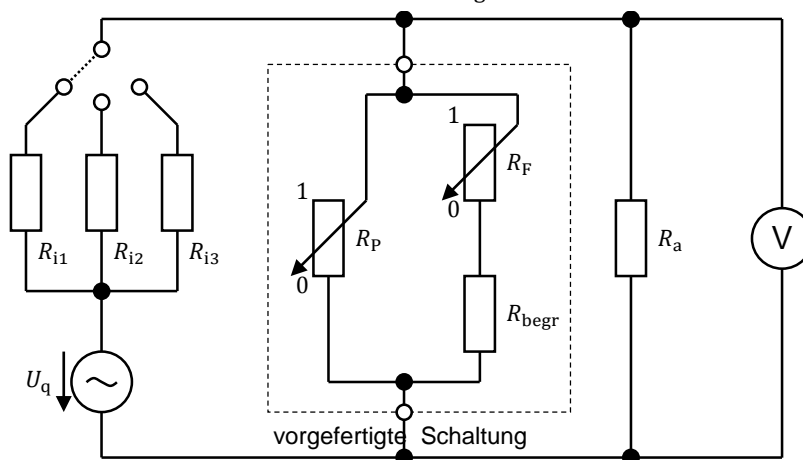 g
1
R_F
0
1
R_P
0
R_i1
R_i2
R_i3
R_a
V
R_begr
U_q
vorgefertigte Schaltung